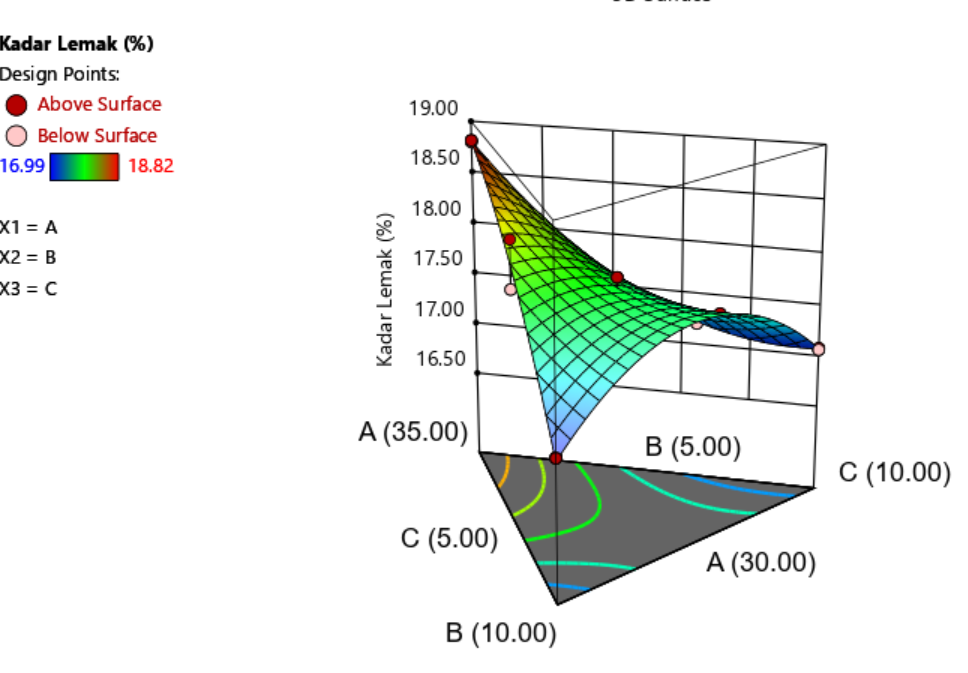 Kadar Lemak (%)
Design Points:
Above Surface
Below Surface
16.99 18.82
X1 = A
X2 = B
X3 = C
19.00
18.50
18.00
17.50
17.00
16.50
Kadar Lemak (%)
A (35.00)
B (5.00)
C (10.00)
C (5.00)
A (30.00)
B (10.00)